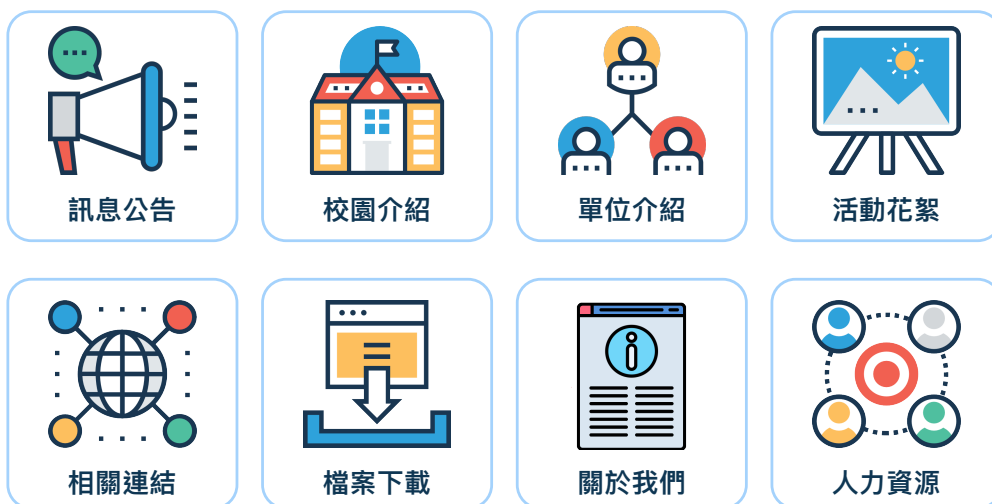 訊息公告
校園介紹
單位介紹
活動花絮
相關連結
檔案下載
關於我們
人力資源